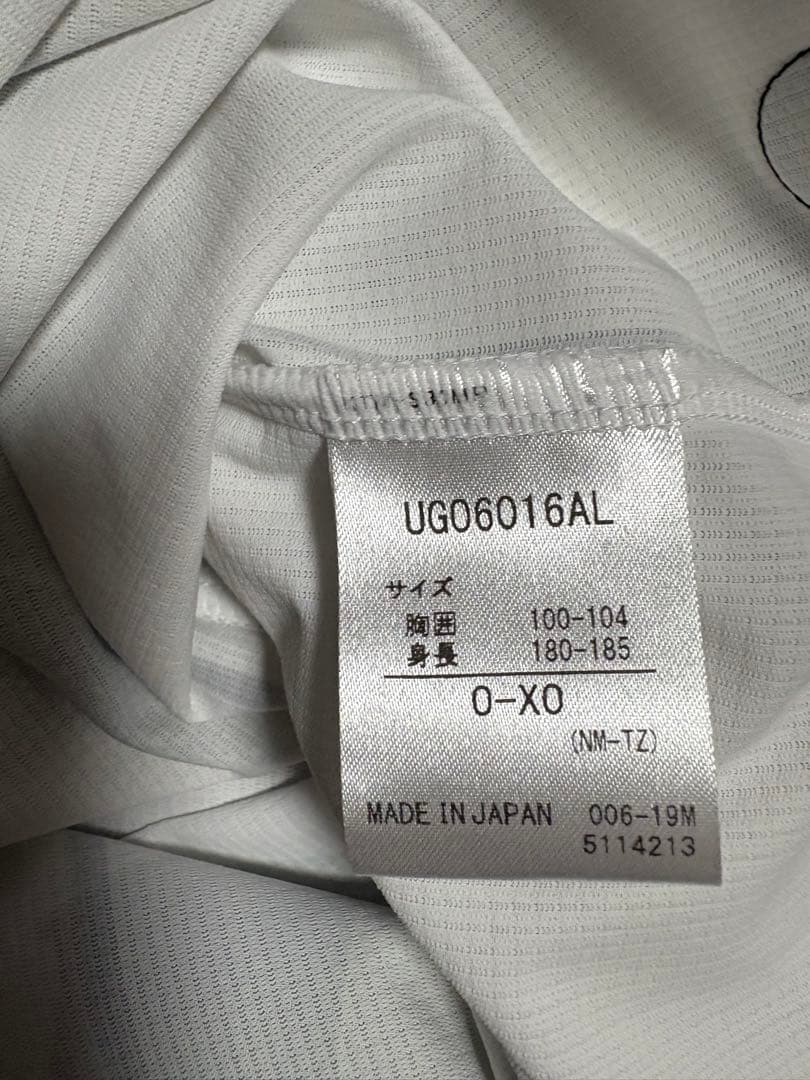 UG06016AL
サイズ
胸囲 100-104
身長 180-185
O-XO
(NM-TZ)
MADE IN JAPAN 006-19M
5114213